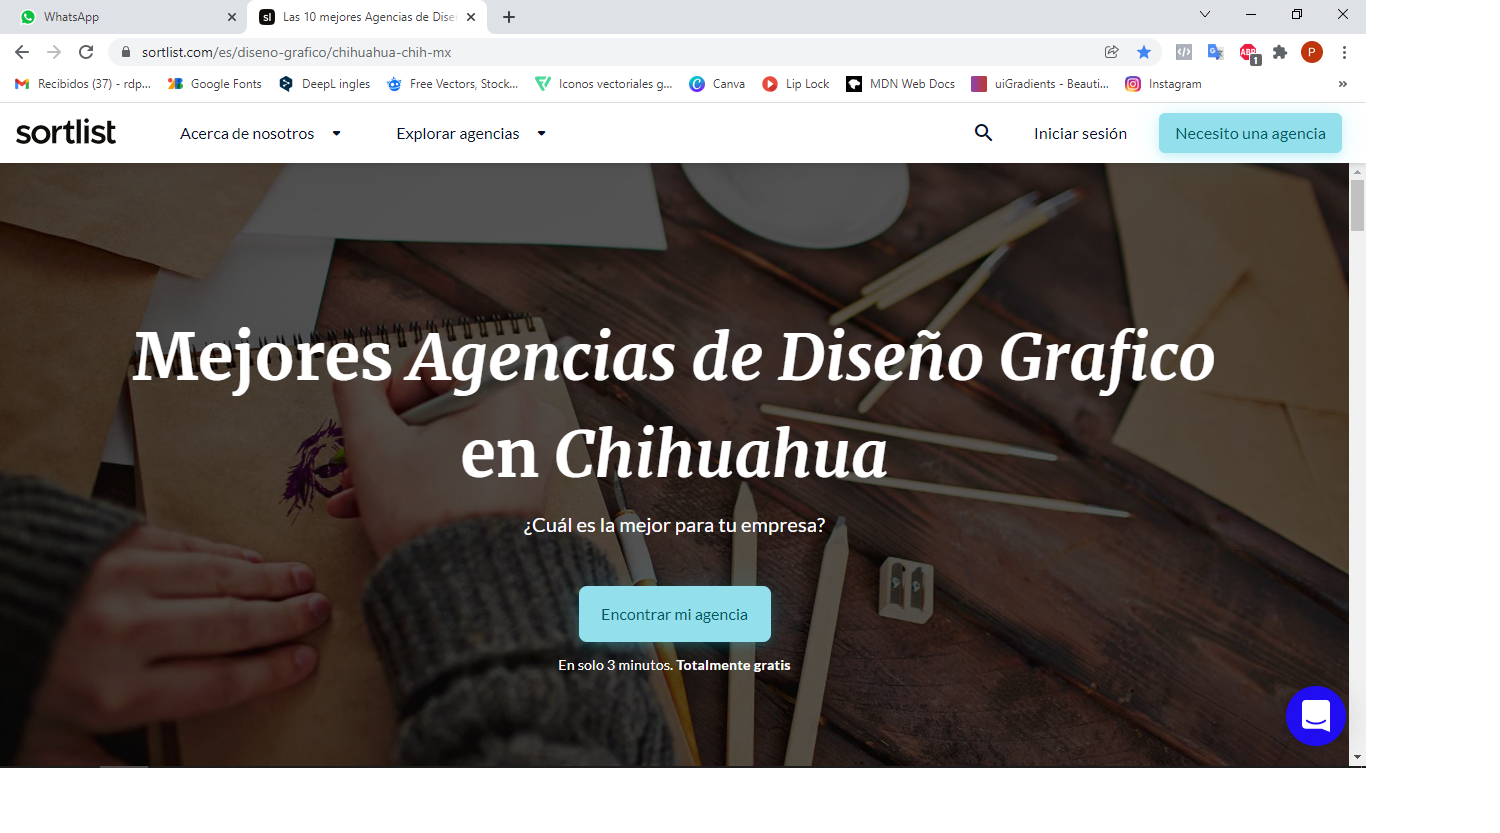 WhatsApp
Las 10 mejores Agencias de Dise
sortlist.com/es/diseno-grafico/chihuahua-chih-mx
ABP
1
P
Recibidos (37) - rdp...
Google Fonts
DeepL ingles
Free Vectors, Stock...
Iconos vectoriales g...
Canva
Lip Lock
MDN Web Docs
uiGradients - Beauti...
Instagram
»
sortlist
Acerca de nosotros
Explorar agencias
Iniciar sesión
Necesito una agencia
Mejores Agencias de Diseño Grafico
en Chihuahua
¿Cuál es la mejor para tu empresa?
Encontrar mi agencia
En solo 3 minutos. Totalmente gratis